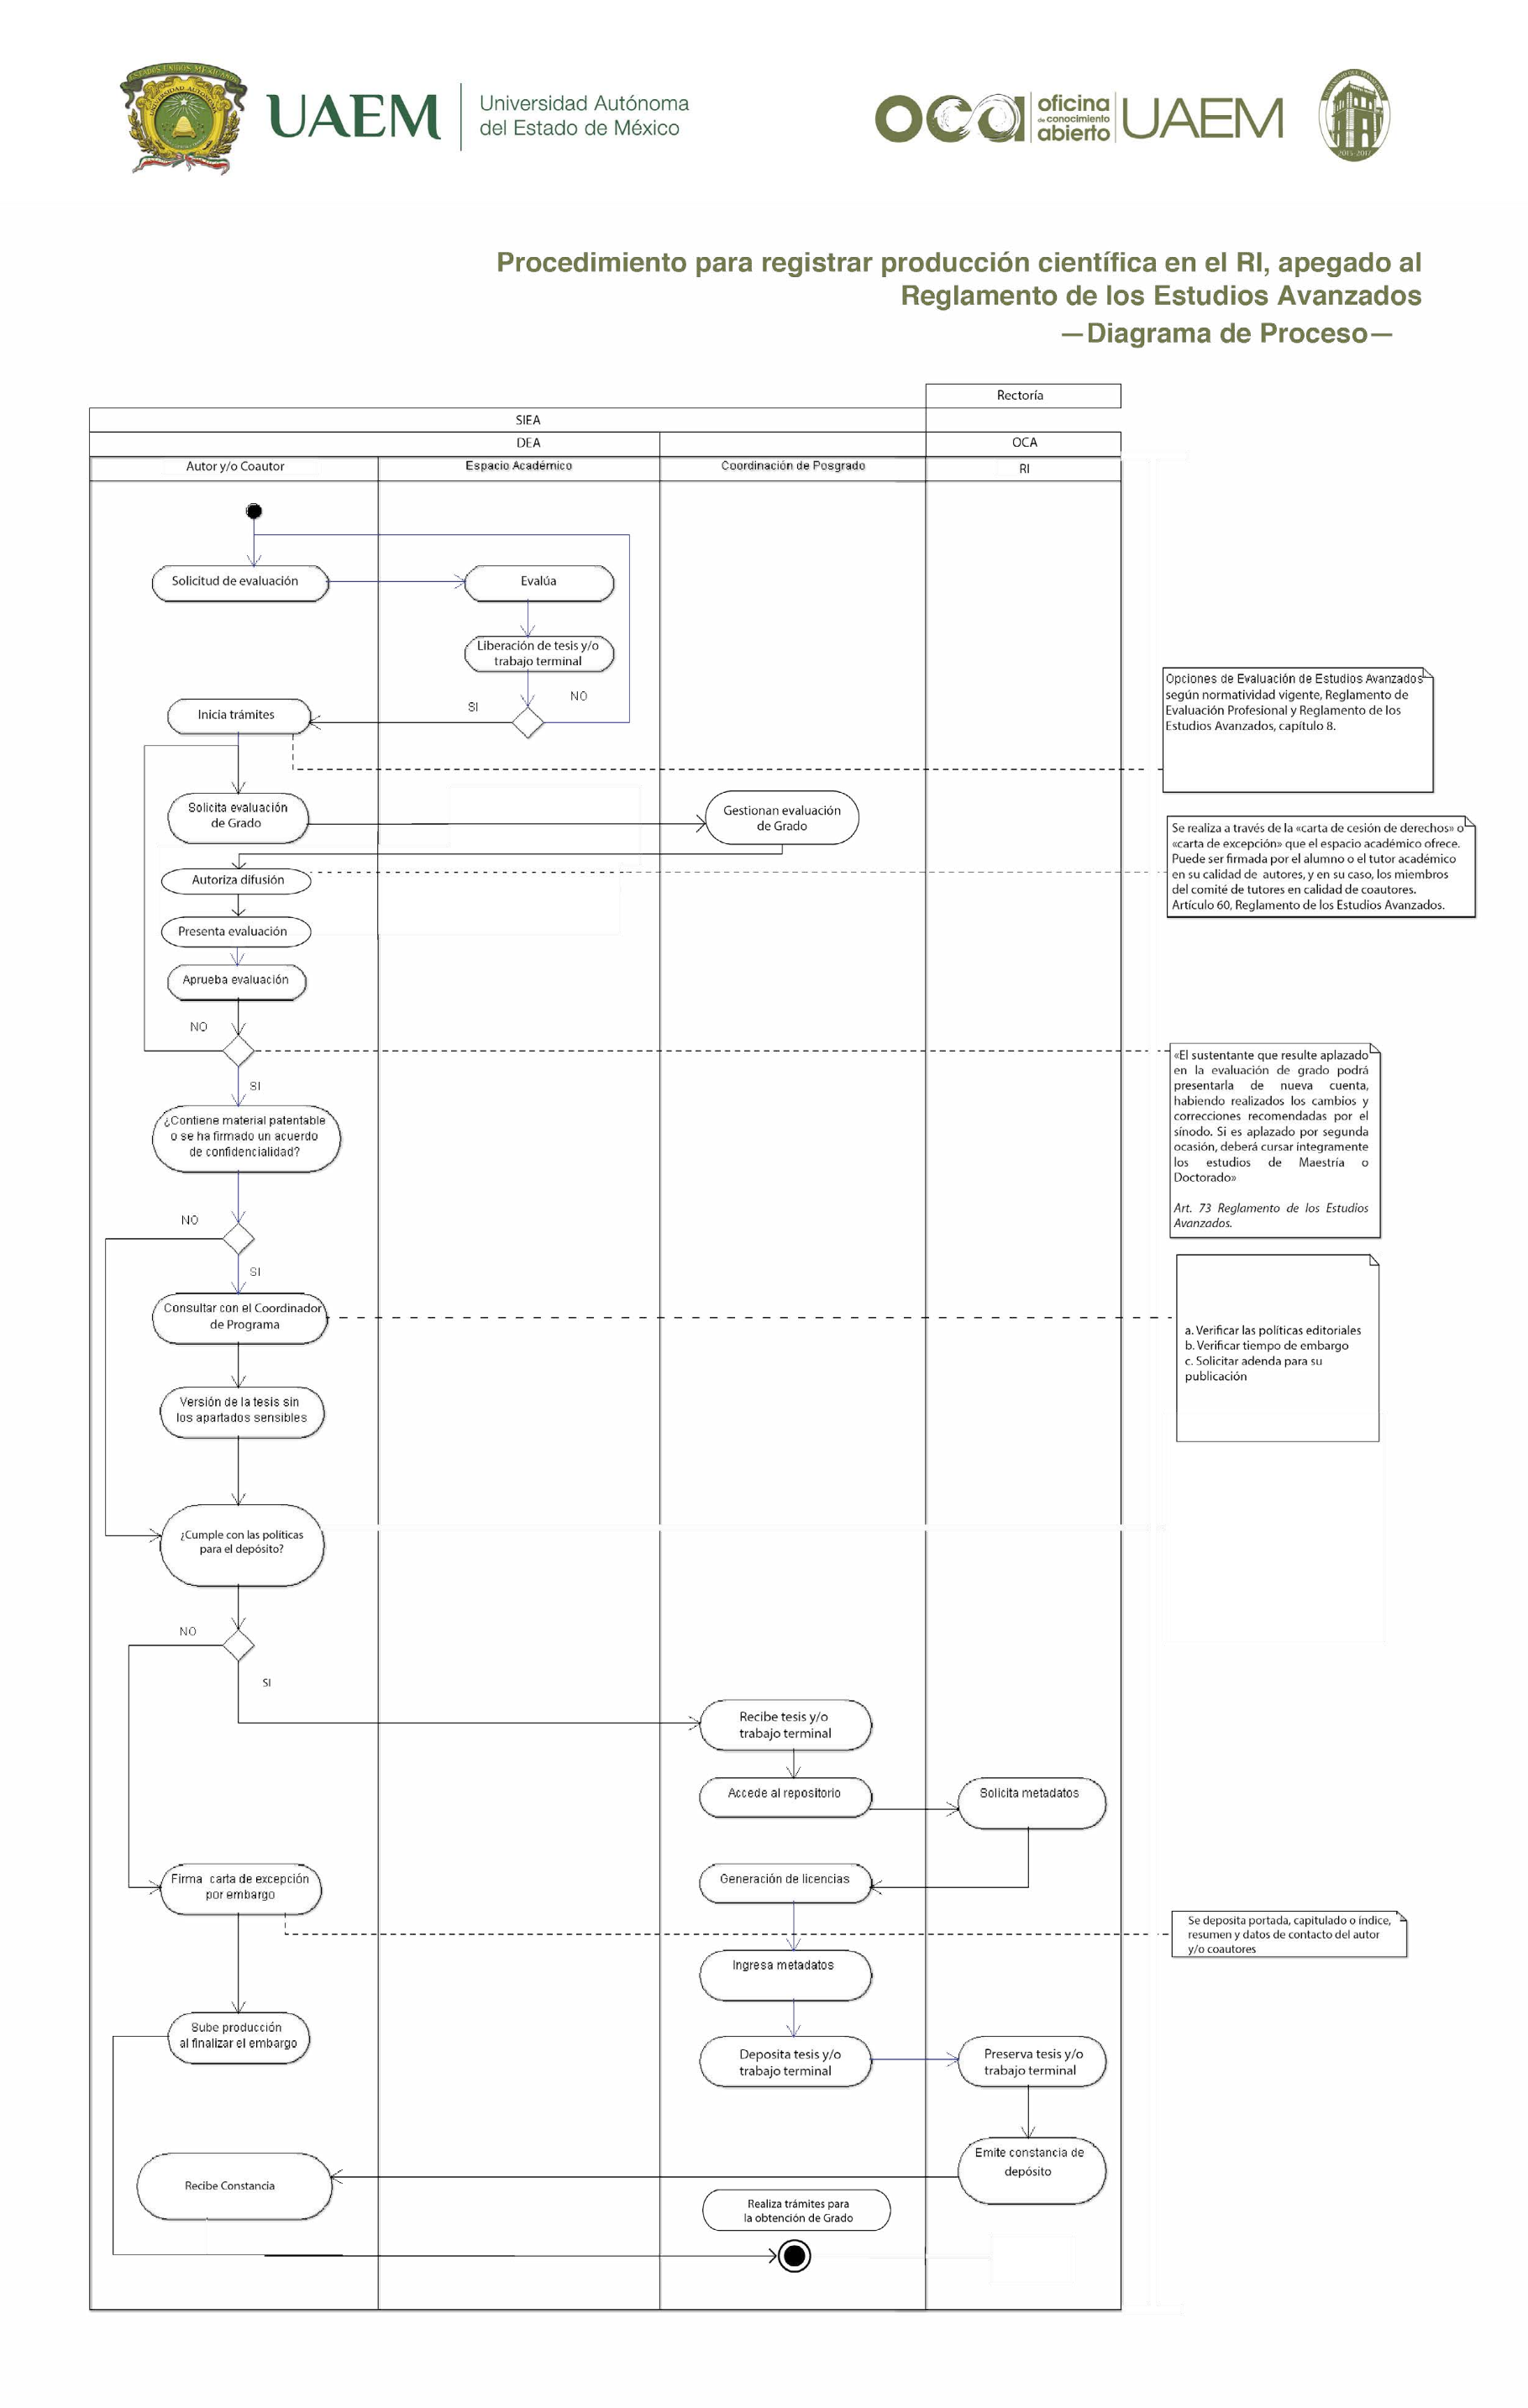 ESTADOS UNIDOS MEXICANOS
UAEM
Universidad Autónoma
del Estado de México
oca
oficina
de conocimiento
abierto
UAEM
2013-2017
Procedimiento para registrar producción científica en el RI, apegado al
Reglamento de los Estudios Avanzados
—Diagrama de Proceso—
Rectoría
SIEA
DEA
OCA
Autor y/o Coautor
Espacio Académico
Coordinación de Posgrado
RI
Solicitud de evaluación
Evalúa
Liberación de tesis y/o
trabajo terminal
NO
SI
Inicia trámites
Opciones de Evaluación de Estudios Avanzados
según normatividad vigente, Reglamento de
Evaluación Profesional y Reglamento de los
Estudios Avanzados, capítulo 8.
Solicita evaluación
de Grado
Gestionan evaluación
de Grado
Se realiza a través de la «carta de cesión de derechos» o
«carta de excepción» que el espacio académico ofrece.
Puede ser firmada por el alumno o el tutor académico
en su calidad de autores, y en su caso, los miembros
del comité de tutores en calidad de coautores.
Artículo 60, Reglamento de los Estudios Avanzados.
Autoriza difusión
Presenta evaluación
Aprueba evaluación
NO
SI
«El sustentante que resulte aplazado
en la evaluación de grado podrá
presentarla de nueva cuenta,
habiendo realizados los cambios y
correcciones recomendadas por el
sínodo. Si es aplazado por segunda
ocasión, deberá cursar íntegramente
los estudios de Maestría o
Doctorado»
Art. 73 Reglamento de los Estudios
Avanzados.
¿Contiene material patentable
o se ha firmado un acuerdo
de confidencialidad?
NO
SI
Consultar con el Coordinador
de Programa
a. Verificar las políticas editoriales
b. Verificar tiempo de embargo
c. Solicitar adenda para su
publicación
Versión de la tesis sin
los apartados sensibles
¿Cumple con las políticas
para el depósito?
NO
SI
Recibe tesis y/o
trabajo terminal
Accede al repositorio
Solicita metadatos
Firma carta de excepción
por embargo
Generación de licencias
Se deposita portada, capitulado o índice,
resumen y datos de contacto del autor
y/o coautores
Ingresa metadatos
Sube producción
al finalizar el embargo
Deposita tesis y/o
trabajo terminal
Preserva tesis y/o
trabajo terminal
Emite constancia de
depósito
Recibe Constancia
Realiza trámites para
la obtención de Grado